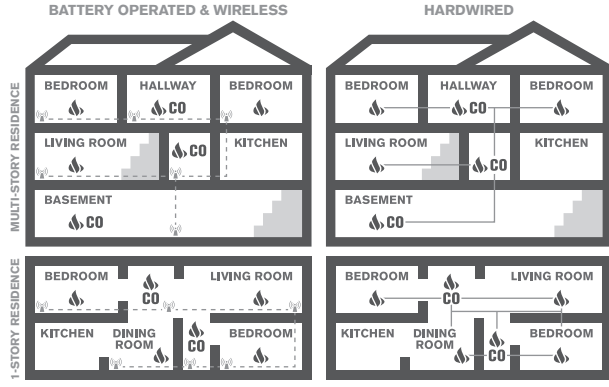 BATTERY OPERATED & WIRELESS
HARDWIRED
MULTI-STORY RESIDENCE
BEDROOM HALLWAY BEDROOM
CO
LIVING ROOM KITCHEN
CO
BASEMENT
CO
BEDROOM HALLWAY BEDROOM
CO
LIVING ROOM KITCHEN
CO
BASEMENT
CO
1-STORY RESIDENCE
BEDROOM LIVING ROOM
CO
KITCHEN DINING
ROOM
CO
BEDROOM
BEDROOM LIVING ROOM
CO
KITCHEN DINING
ROOM
CO
BEDROOM